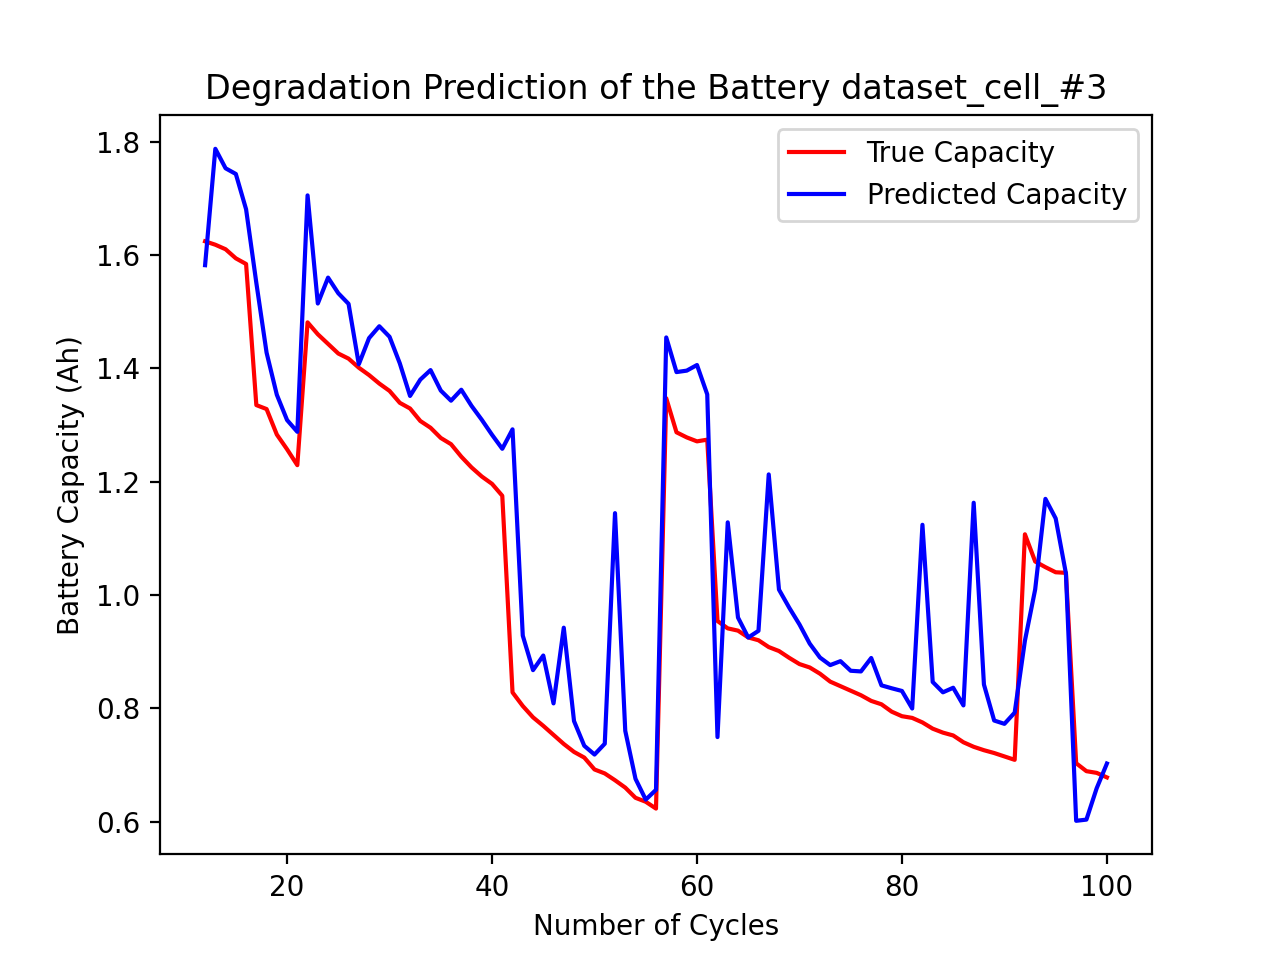 Degradation Prediction of the Battery dataset_cell_#3
True Capacity
Predicted Capacity
Battery Capacity (Ah)
1.8
1.6
1.4
1.2
1.0
0.8
0.6
20 40 60 80 100
Number of Cycles